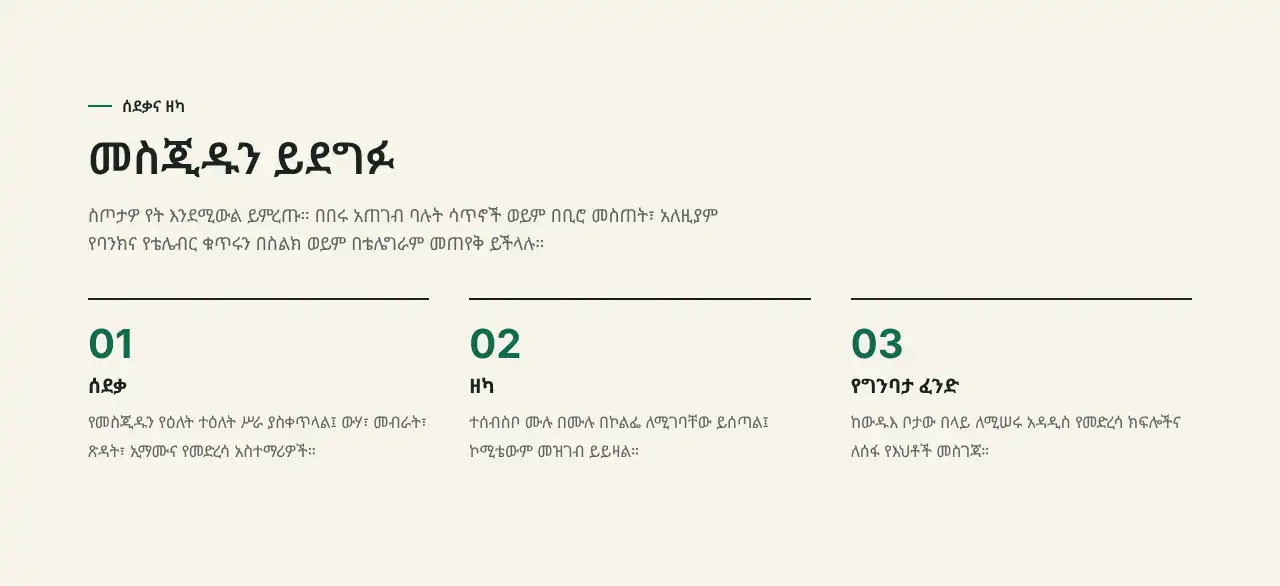 ሰደቃና ዘካ
መስጂዱን ይደግፉ
ስጦታዎ የት እንደሚውል ይምረጡ። በበሩ አጠገብ ባሉት ሳጥኖች ወይም በቢሮ መስጠት፣ አለዚያም
የባንክና የቴሌብር ቁጥሩን በስልክ ወይም በቴሌግራም መጠየቅ ይችላሉ።
01
ሰደቃ
የመስጂዱን የዕለት ተዕለት ሥራ ያስቀጥላል፤ ውሃ፣ መብራት፣
ጽዳት፣ ኢማሙና የመድረሳ አስተማሪዎች።
02
ዘካ
ተሰብስቦ ሙሉ በሙሉ በኮልፌ ለሚገባቸው ይሰጣል፤
ኮሚቴውም መዝገብ ይይዛል።
03
የግንባታ ፈንድ
ከውዱእ ቦታው በላይ ለሚሠሩ አዳዲስ የመድረሳ ክፍሎችና
ለሰፋ የእህቶች መስገጃ።